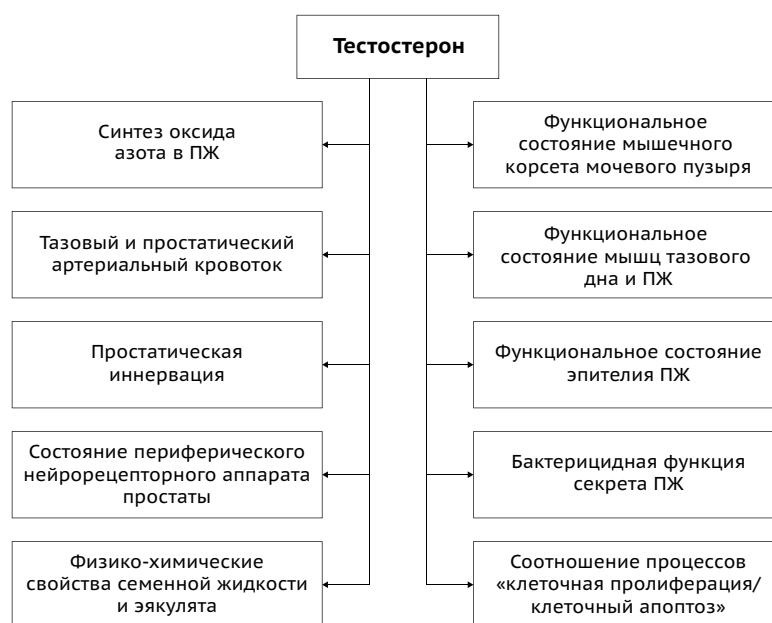 Тестостерон
Синтез оксида
азота в ПЖ
Тазовый и простатический
артериальный кровоток
Простатическая
иннервация
Состояние периферического
нейрорецепторного аппарата
простаты
Физико-химические
свойства семенной жидкости
и эякулята
Функциональное
состояние мышечного
корсета мочевого пузыря
Функциональное
состояние мышц тазового
дна и ПЖ
Функциональное состояние
эпителия ПЖ
Бактерицидная функция
секрета ПЖ
Соотношение процессов
«клеточная пролиферация/
клеточный апоптоз»